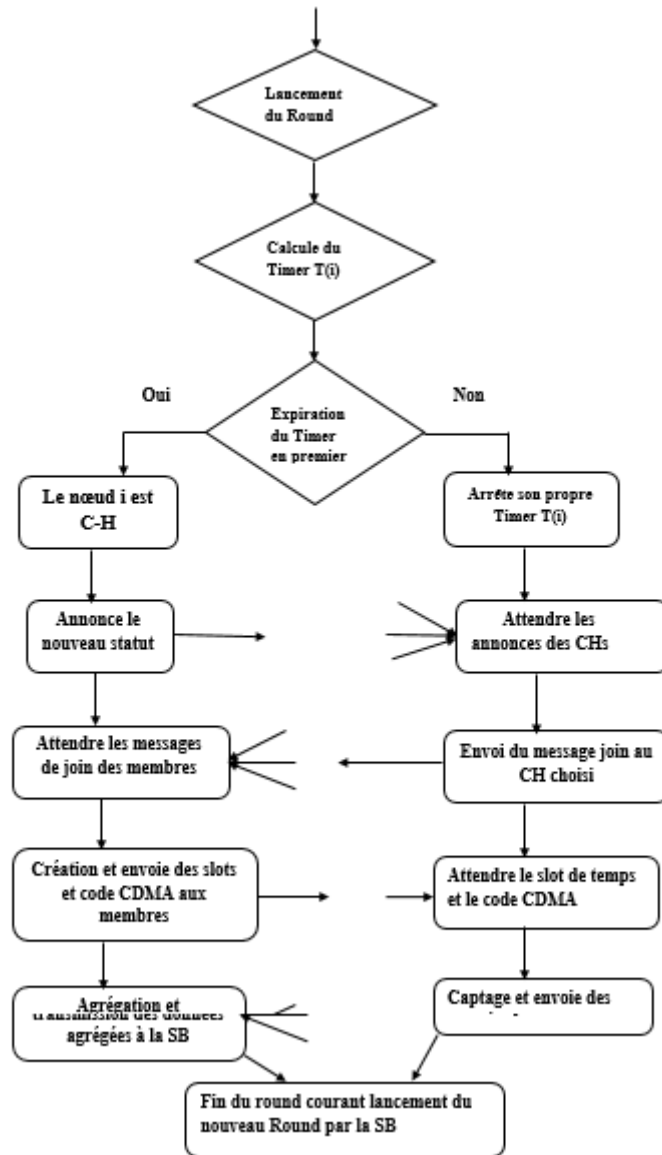 Lancement
du Round
Calcule du
Timer T(i)
Oui
Non
Expiration
du Timer
en premier
Le nœud i est
C-H
Arrête son propre
Timer T(i)
Annonce le
nouveau statut
Attendre les
annonces des CHs
Attendre les messages
de join des membres
Envoi du message join au
CH choisi
Création et envoie des slots
et code CDMA aux
membres
Attendre le slot de temps
et le code CDMA
Agrégation et
transmission des données
agrégées à la SB
Captage et envoie des
Fin du round courant lancement du
nouveau Round par la SB